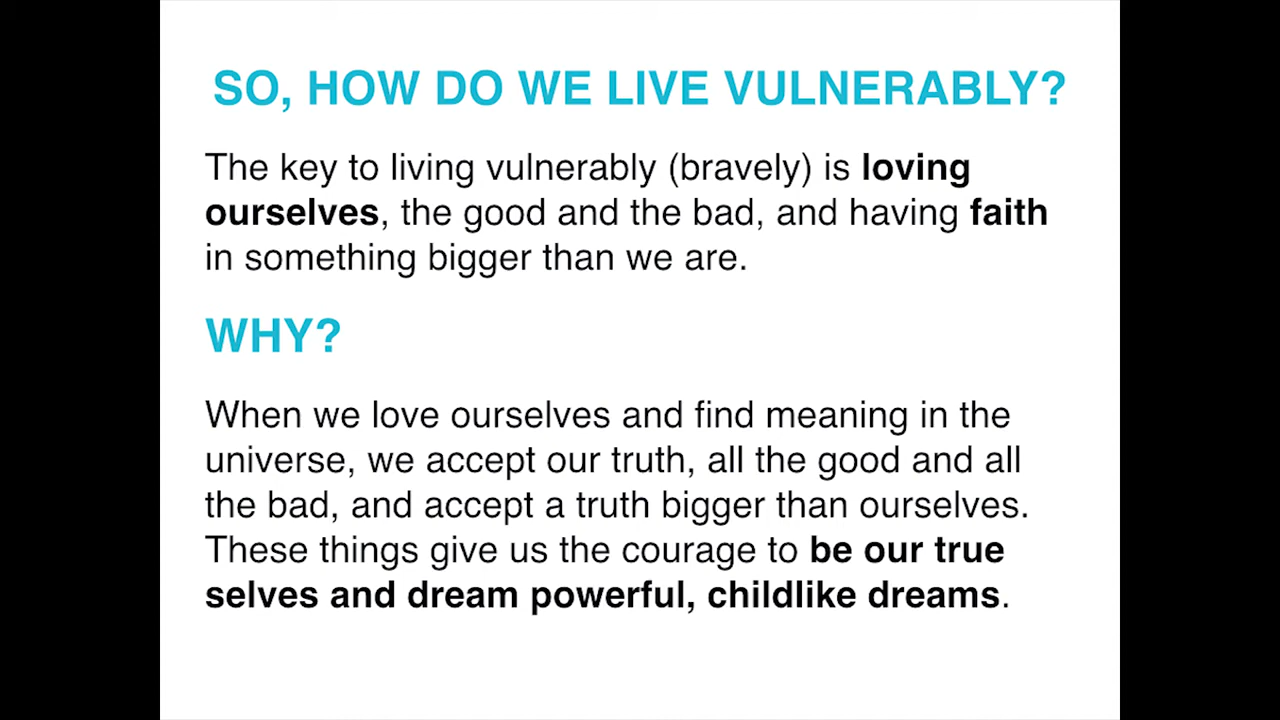 SO, HOW DO WE LIVE VULNERABLY?
The key to living vulnerably (bravely) is loving
ourselves, the good and the bad, and having faith
in something bigger than we are.
WHY?
When we love ourselves and find meaning in the
universe, we accept our truth, all the good and all
the bad, and accept a truth bigger than ourselves.
These things give us the courage to be our true
selves and dream powerful, childlike dreams.